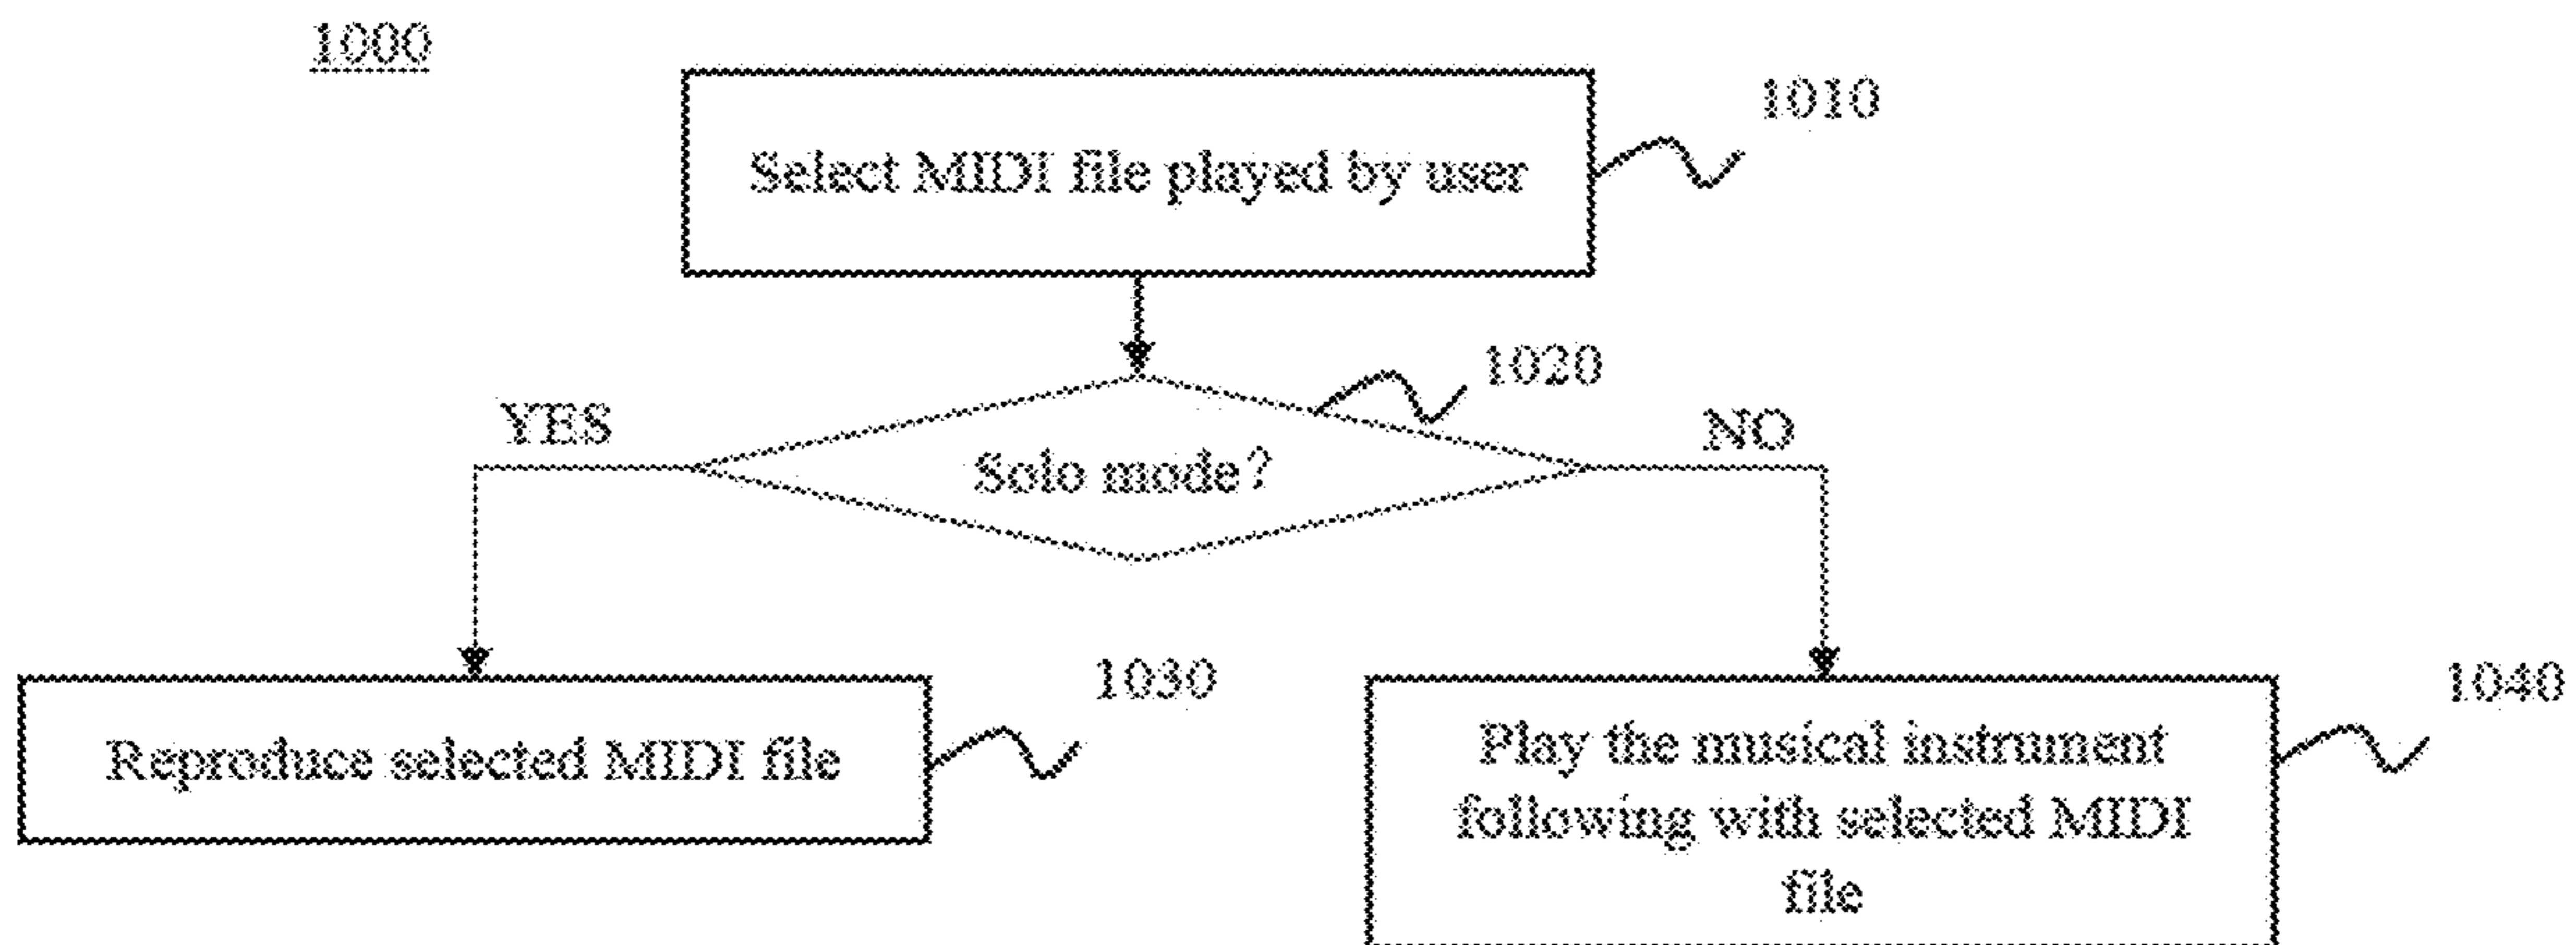 1000
1010
Select MIDI file played by user
1020
YES
NO
Solo mode?
1030
1040
Reproduce selected MIDI file
Play the musical instrument
following with selected MIDI
file